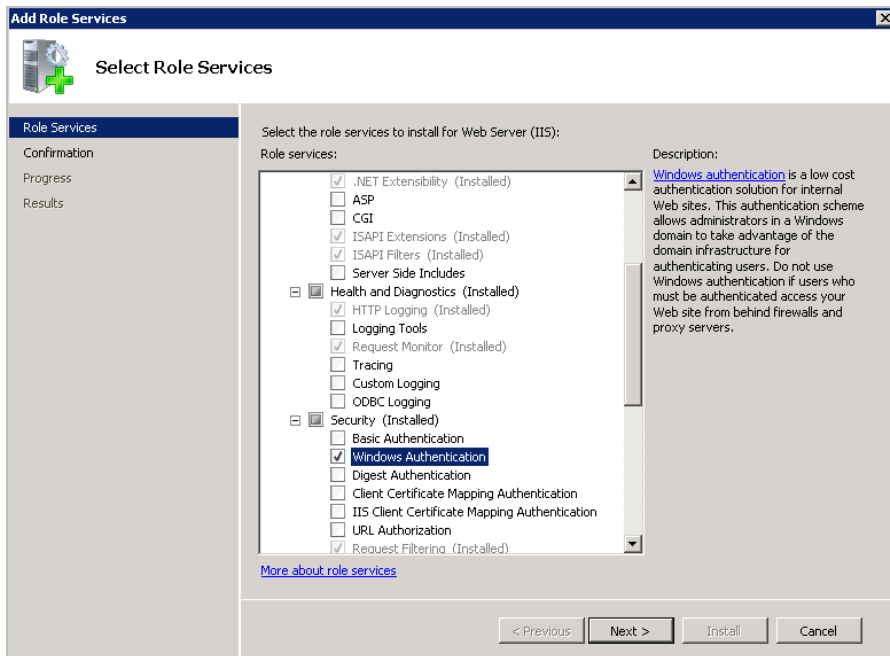 Add Role Services
Select Role Services
Role Services
Confirmation
Progress
Results
Select the role services to install for Web Server (IIS):
Role services:
.NET Extensibility (Installed)
ASP
CGI
ISAPI Extensions (Installed)
ISAPI Filters (Installed)
Server Side Includes
Health and Diagnostics (Installed)
HTTP Logging (Installed)
Logging Tools
Request Monitor (Installed)
Tracing
Custom Logging
ODBC Logging
Security (Installed)
Basic Authentication
Windows Authentication
Digest Authentication
Client Certificate Mapping Authentication
IIS Client Certificate Mapping Authentication
URL Authorization
Request Filtering (Installed)
More about role services
Description:
Windows authentication is a low cost
authentication solution for internal
Web sites. This authentication scheme
allows administrators in a Windows
domain to take advantage of the
domain infrastructure for
authenticating users. Do not use
Windows authentication if users who
must be authenticated access your
Web site from behind firewalls and
proxy servers.
< Previous
Next >
Install
Cancel